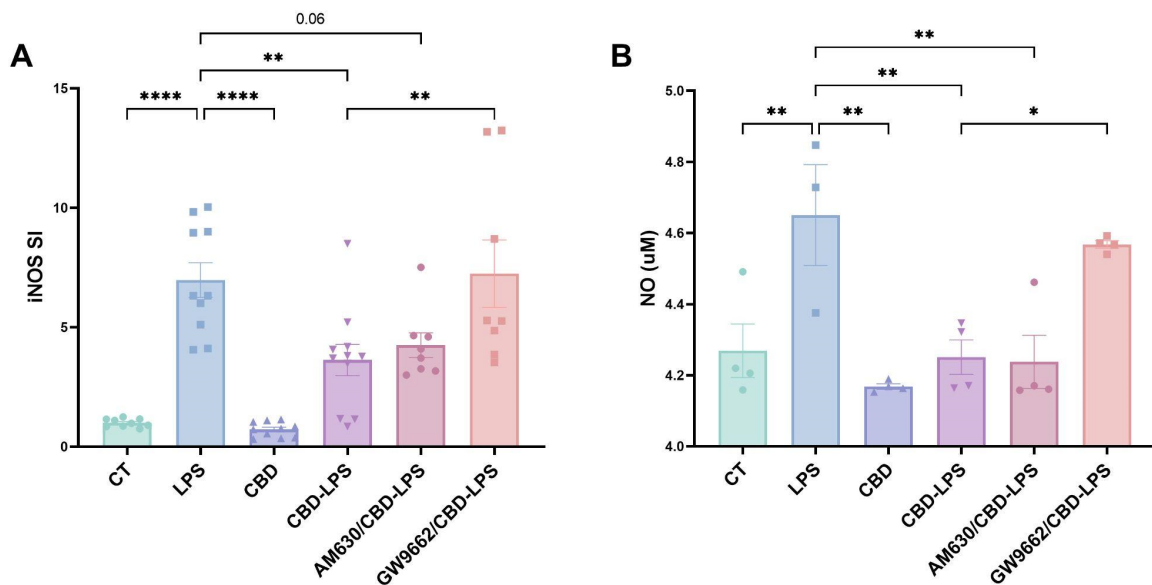 A
0.06
**
**** **** **
15
10
5
0
iNOS SI
CT
LPS
CBD
CBD-LPS
AM630/CBD-LPS
GW9662/CBD-LPS
B
**
**
** ** *
5.0
4.8
4.6
4.4
4.2
4.0
NO (uM)
CT
LPS
CBD
CBD-LPS
AM630/CBD-LPS
GW9662/CBD-LPS